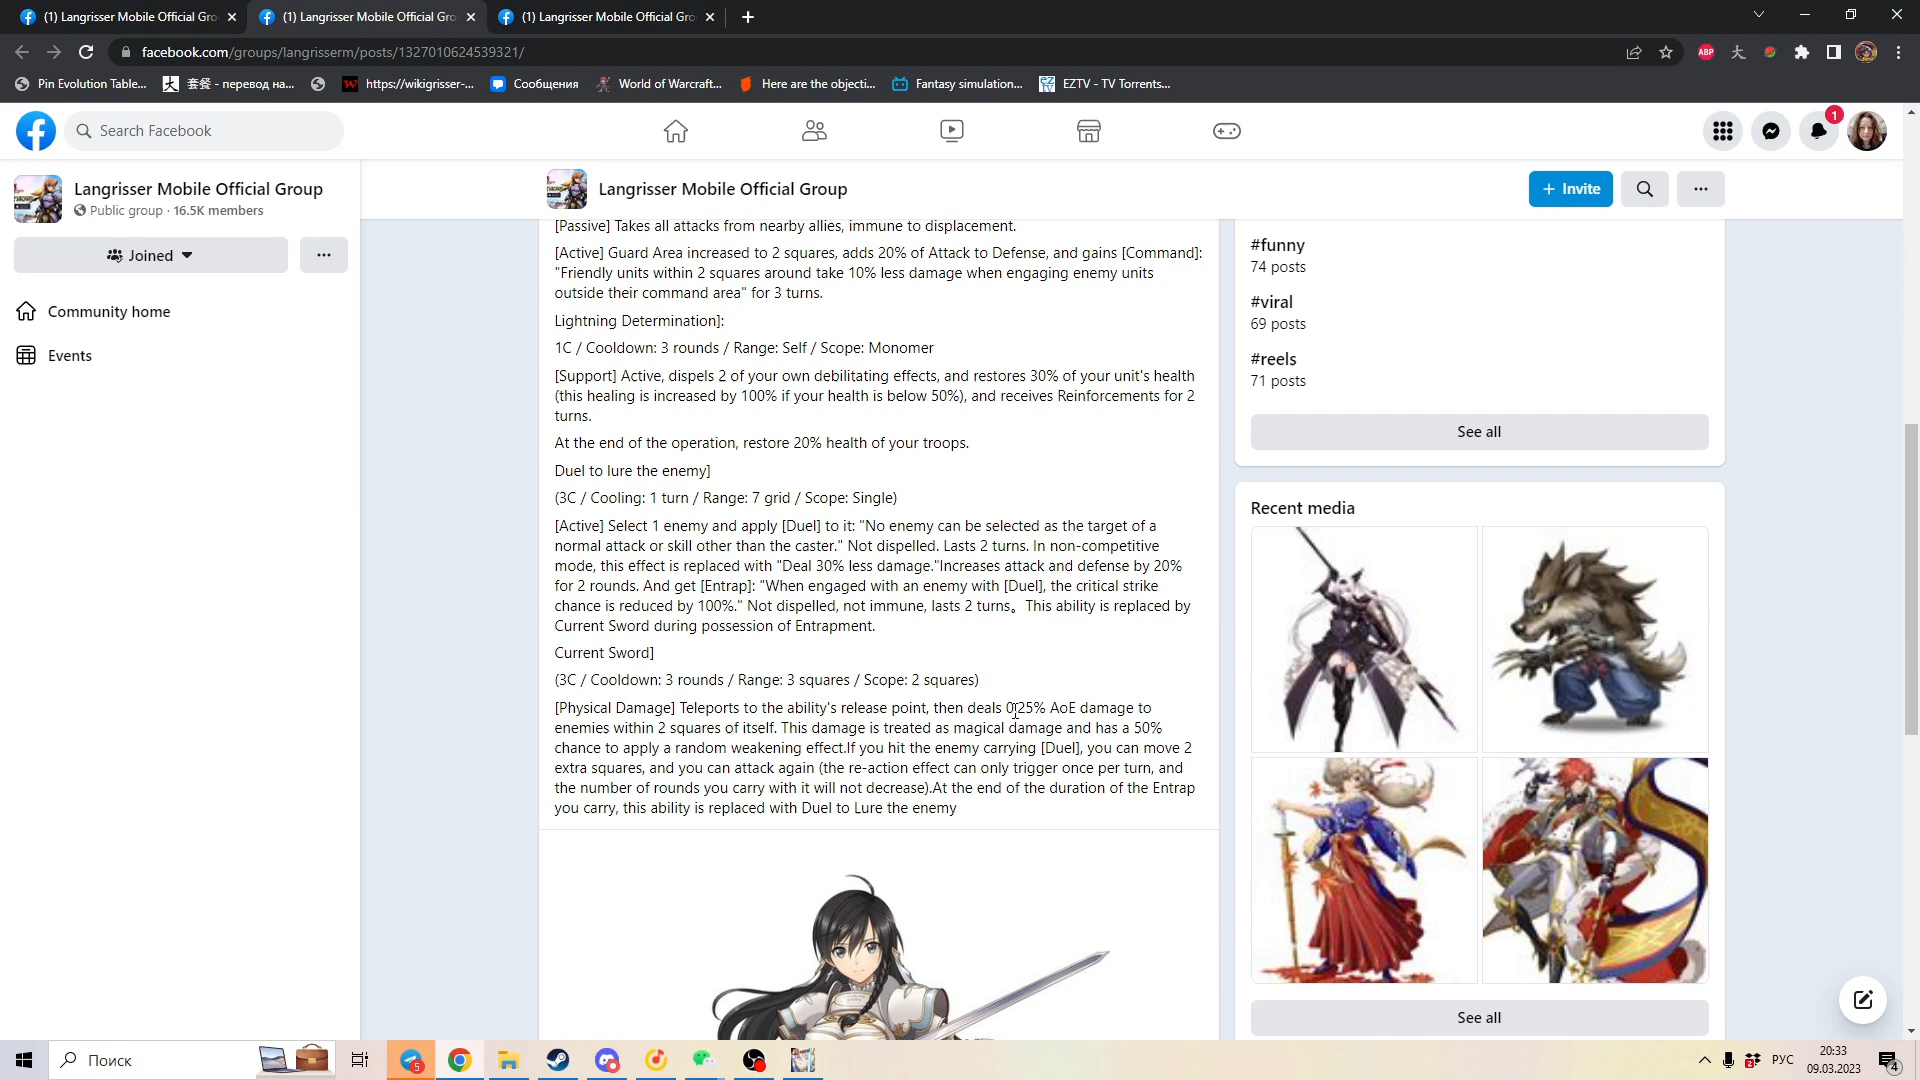 (1) Langrisser Mobile Official Gro
(1) Langrisser Mobile Official Gro
(1) Langrisser Mobile Official Gro
facebook.com/groups/langrisserm/posts/1327010624539321/
ABP
大
Pin Evolution Table...
大 套餐 - перевод на...
https://wikigrisser-...
Сообщения
World of Warcraft...
Here are the objecti...
Fantasy simulation...
EZTV - TV Torrents...
Search Facebook
1
Langrisser Mobile Official Group
Public group · 16.5K members
Joined
Community home
Events
Langrisser Mobile Official Group
+ Invite
[Passive] Takes all attacks from nearby allies, immune to displacement.
[Active] Guard Area increased to 2 squares, adds 20% of Attack to Defense, and gains [Command]:
"Friendly units within 2 squares around take 10% less damage when engaging enemy units
outside their command area" for 3 turns.
Lightning Determination]:
1C / Cooldown: 3 rounds / Range: Self / Scope: Monomer
[Support] Active, dispels 2 of your own debilitating effects, and restores 30% of your unit's health
(this healing is increased by 100% if your health is below 50%), and receives Reinforcements for 2
turns.
At the end of the operation, restore 20% health of your troops.
Duel to lure the enemy]
(3C / Cooling: 1 turn / Range: 7 grid / Scope: Single)
[Active] Select 1 enemy and apply [Duel] to it: "No enemy can be selected as the target of a
normal attack or skill other than the caster." Not dispelled. Lasts 2 turns. In non-competitive
mode, this effect is replaced with "Deal 30% less damage."Increases attack and defense by 20%
for 2 rounds. And get [Entrap]: "When engaged with an enemy with [Duel], the critical strike
chance is reduced by 100%." Not dispelled, not immune, lasts 2 turns。 This ability is replaced by
Current Sword during possession of Entrapment.
Current Sword]
(3C / Cooldown: 3 rounds / Range: 3 squares / Scope: 2 squares)
[Physical Damage] Teleports to the ability's release point, then deals 0.25% AoE damage to
enemies within 2 squares of itself. This damage is treated as magical damage and has a 50%
chance to apply a random weakening effect.If you hit the enemy carrying [Duel], you can move 2
extra squares, and you can attack again (the re-action effect can only trigger once per turn, and
the number of rounds you carry with it will not decrease).At the end of the duration of the Entrap
you carry, this ability is replaced with Duel to Lure the enemy
#funny
74 posts
#viral
69 posts
#reels
71 posts
See all
Recent media
See all
Поиск
5
РУС
20:33
09.03.2023
4